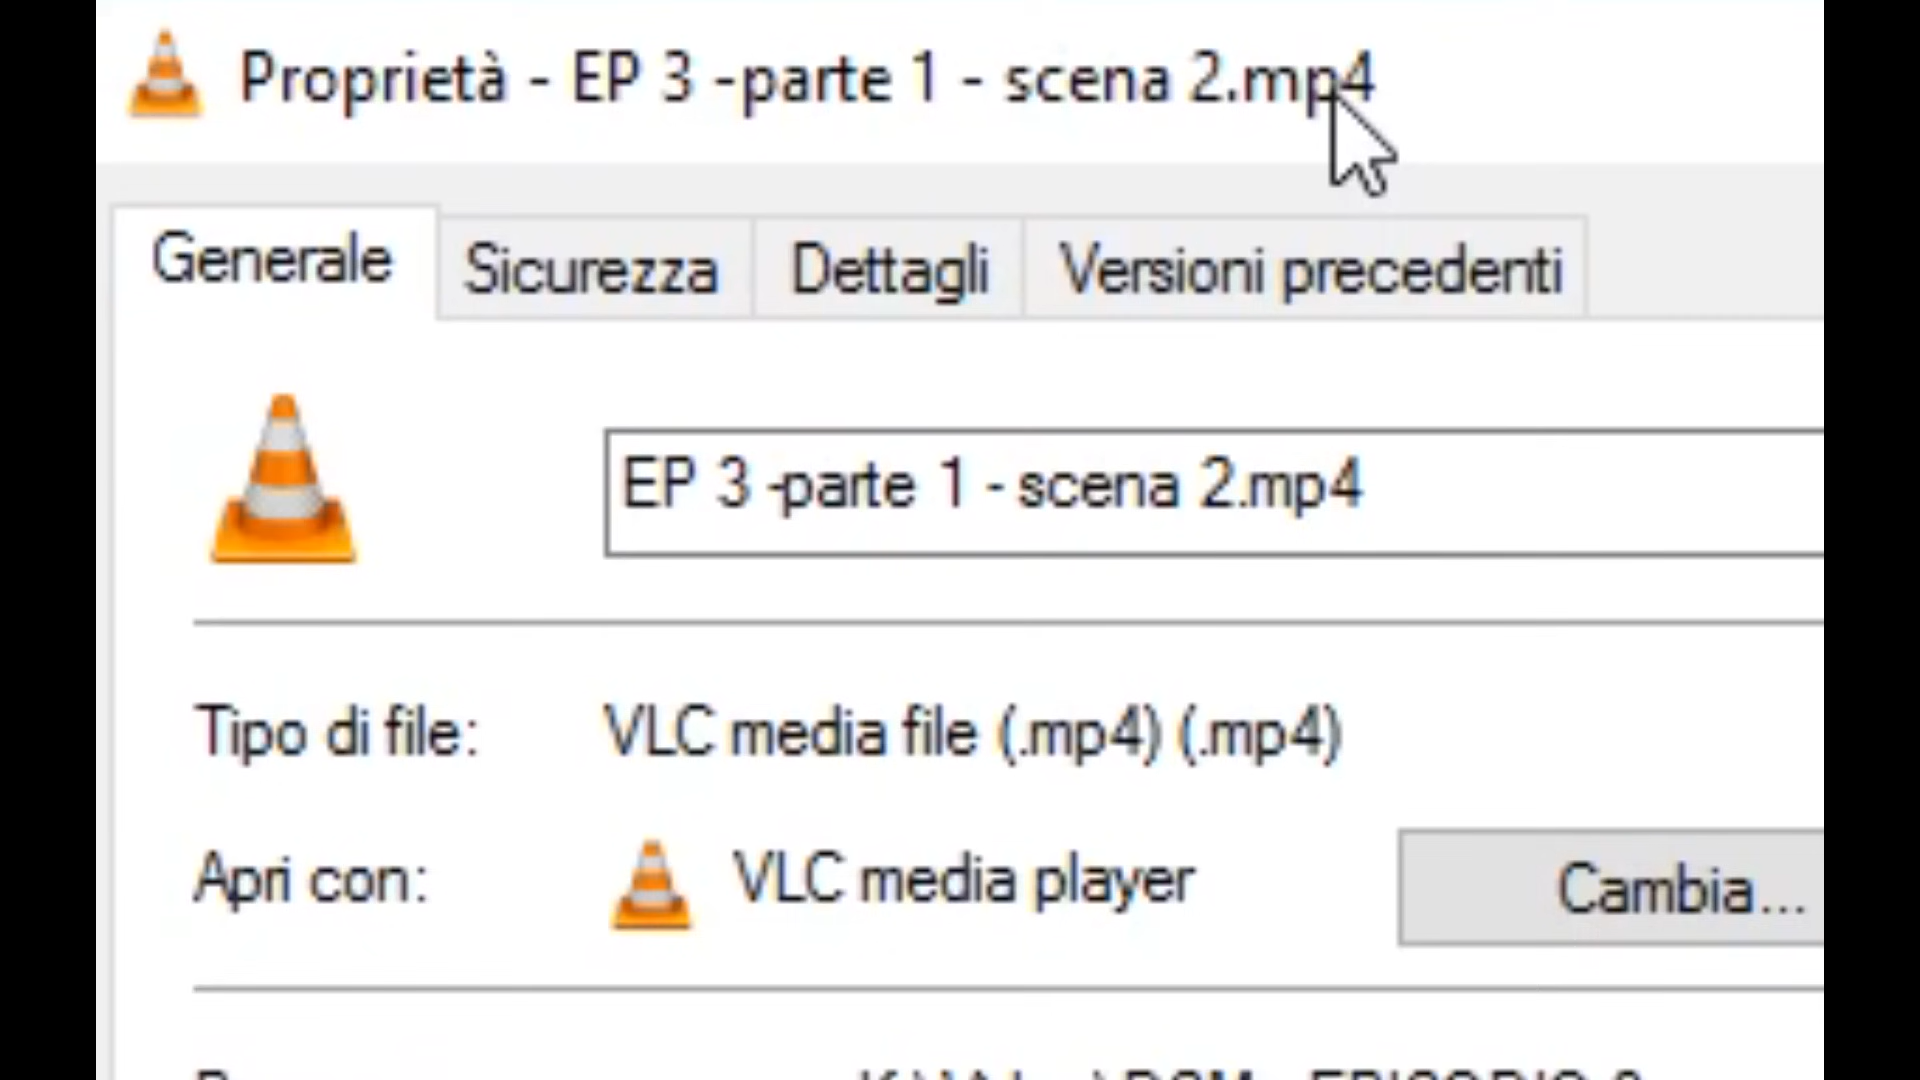 Proprietà - EP 3 -parte 1 - scena 2.mp4
Generale Sicurezza Dettagli Versioni precedenti
EP 3 -parte 1 - scena 2.mp4
Tipo di file: VLC media file (.mp4) (.mp4)
Apri con: VLC media player Cambia...